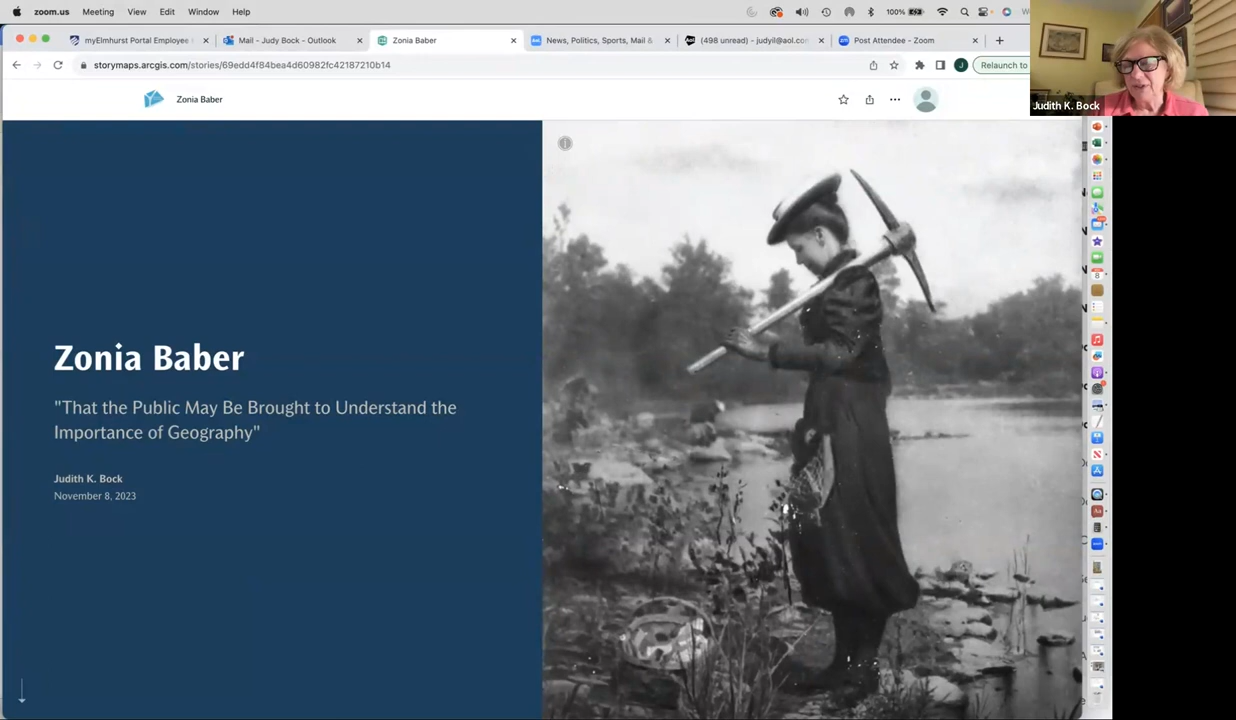 zoom.us Meeting View Edit Window Help 100%
myElmhurst Portal Employee Mail - Judy Bock - Outlook Zonia Baber News, Politics, Sports, Mail & (498 unread) - judyil@aol.con Post Attendee - Zoom
storymaps.arcgis.com/stories/69edd4f84bea4d60982fc42187210b14 J Relaunch to
Judith K. Bock
Zonia Baber
Zonia Baber
"That the Public May Be Brought to Understand the
Importance of Geography"
Judith K. Bock
November 8, 2023